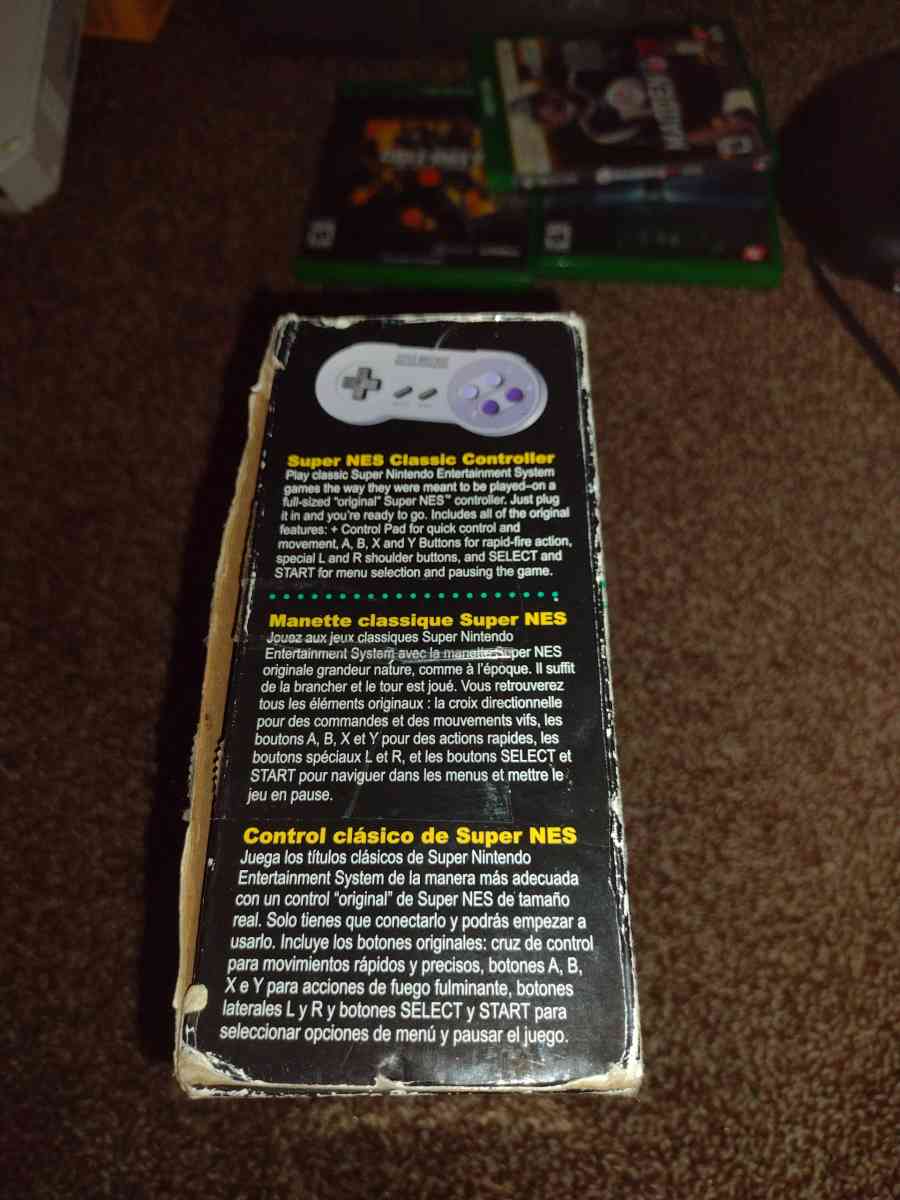 Super NES Classic Controller
Play classic Super Nintendo Entertainment System
games the way they were meant to be played–on a
full-sized "original" Super NES™ controller. Just plug
it in and you're ready to go. Includes all of the original
features: + Control Pad for quick control and
movement, A, B, X and Y Buttons for rapid-fire action,
special L and R shoulder buttons, and SELECT and
START for menu selection and pausing the game.
Manette classique Super NES
Jouez aux jeux classiques Super Nintendo
Entertainment System avec la manette Super NES
originale grandeur nature, comme à l'époque. Il suffit
de la brancher et le tour est joué. Vous retrouverez
tous les éléments originaux : la croix directionnelle
pour des commandes et des mouvements vifs, les
boutons A, B, X et Y pour des actions rapides, les
boutons spéciaux L et R, et les boutons SELECT et
START pour naviguer dans les menus et mettre le
jeu en pause.
Control clásico de Super NES
Juega los títulos clásicos de Super Nintendo
Entertainment System de la manera más adecuada
con un control "original" de Super NES de tamaño
real. Solo tienes que conectarlo y podrás empezar a
usarlo. Incluye los botones originales: cruz de control
para movimientos rápidos y precisos, botones A, B,
X e Y para acciones de fuego fulminante, botones
laterales L y R y botones SELECT y START para
seleccionar opciones de menú y pausar el juego.